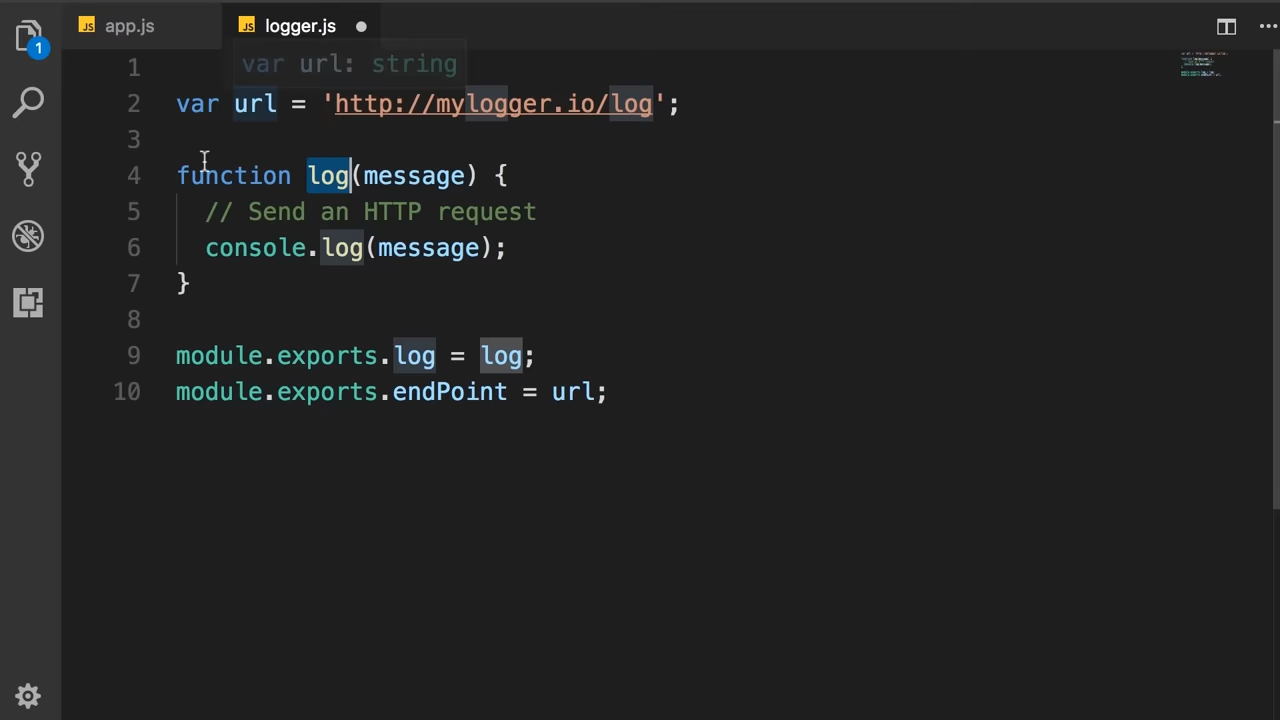 1
JS app.js
JS logger.js
var url: string
1
2 var url = 'http://mylogger.io/log';
3
4 function log(message) {
5 // Send an HTTP request
6 console.log(message);
7 }
8
9 module.exports.log = log;
10 module.exports.endPoint = url;